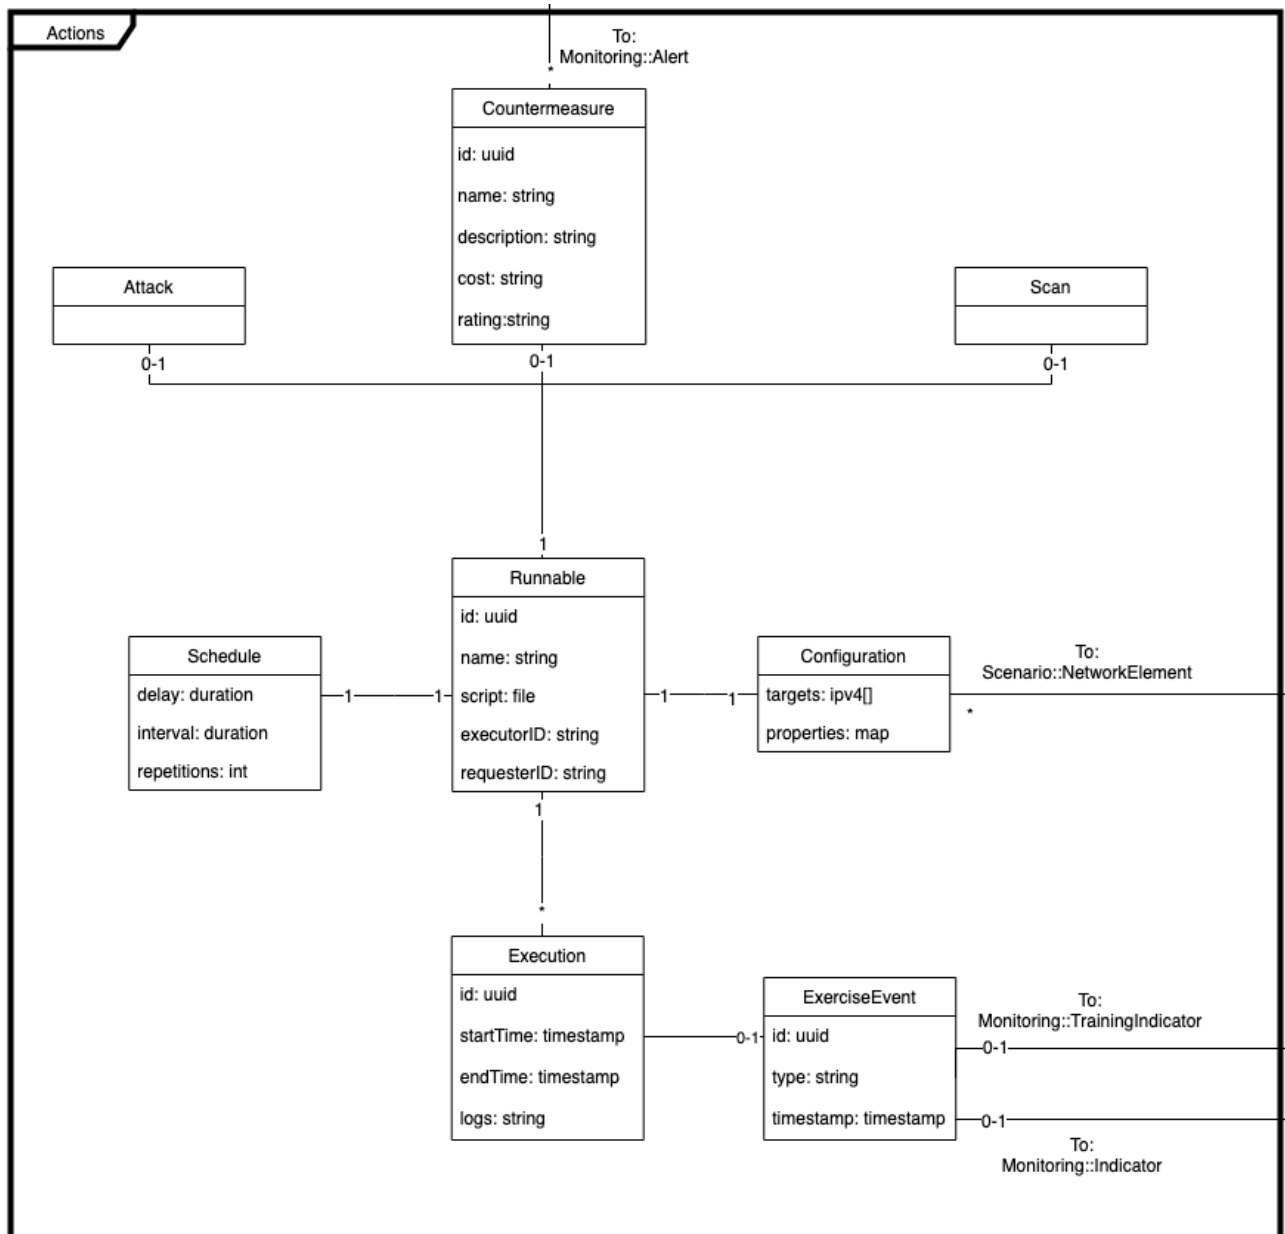 Actions
To:
Monitoring::Alert
*
Countermeasure
id: uuid
name: string
description: string
cost: string
rating:string
Attack
Scan
0-1
0-1
0-1
1
Runnable
id: uuid
name: string
script: file
executorID: string
requesterID: string
Schedule
delay: duration
interval: duration
repetitions: int
1
1
1
1
Configuration
targets: ipv4[]
properties: map
To:
Scenario::NetworkElement
*
1
*
Execution
id: uuid
startTime: timestamp
endTime: timestamp
logs: string
0-1
ExerciseEvent
id: uuid
type: string
timestamp: timestamp
To:
Monitoring::TrainingIndicator
0-1
0-1
To:
Monitoring::Indicator